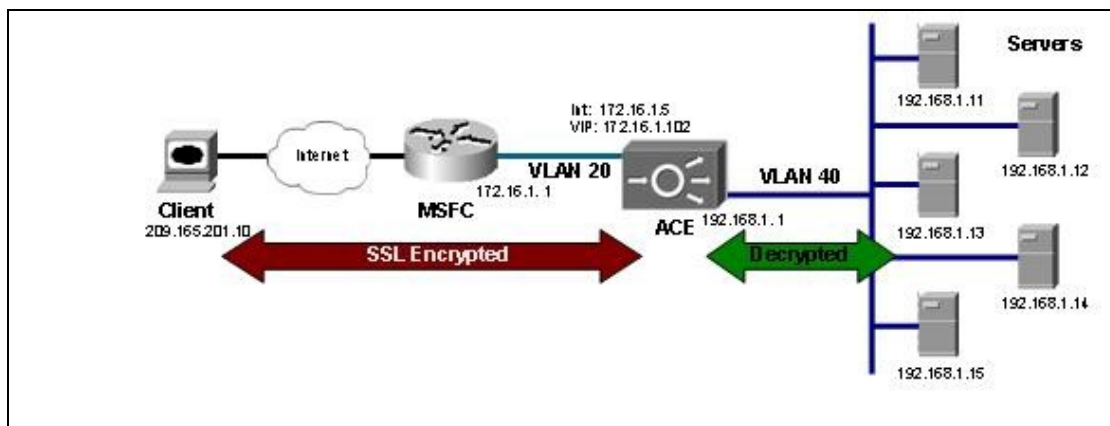 Servers
192.168.1.11
Int: 172.16.1.5
VIP: 172.16.1.102
Internet
VLAN 20
VLAN 40
192.168.1.12
172.16.1. 1
Client
MSFC
ACE
192.168.1. 1
192.168.1.13
209.165.201.10
SSL Encrypted
Decrypted
192.168.1.14
192.168.1.15